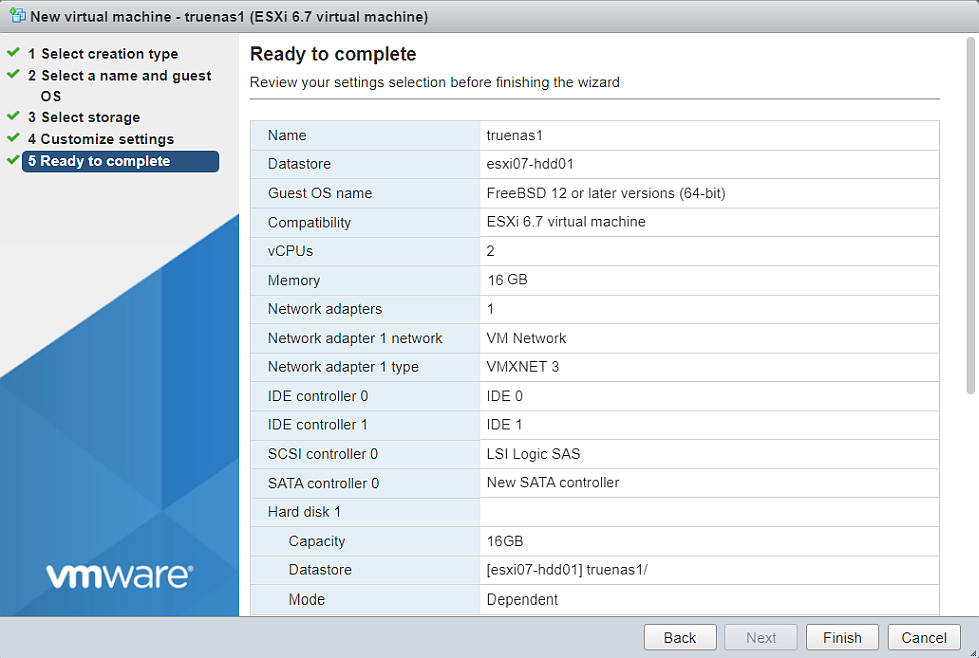 New virtual machine - truenas1 (ESXi 6.7 virtual machine)
1 Select creation type
2 Select a name and guest
OS
3 Select storage
4 Customize settings
5 Ready to complete
vmware®
Ready to complete
Review your settings selection before finishing the wizard
Name truenas1
Datastore esxi07-hdd01
Guest OS name FreeBSD 12 or later versions (64-bit)
Compatibility ESXi 6.7 virtual machine
vCPUs 2
Memory 16 GB
Network adapters 1
Network adapter 1 network VM Network
Network adapter 1 type VMXNET 3
IDE controller 0 IDE 0
IDE controller 1 IDE 1
SCSI controller 0 LSI Logic SAS
SATA controller 0 New SATA controller
Hard disk 1
Capacity 16GB
Datastore [esxi07-hdd01] truenas1/
Mode Dependent
Back Next Finish Cancel